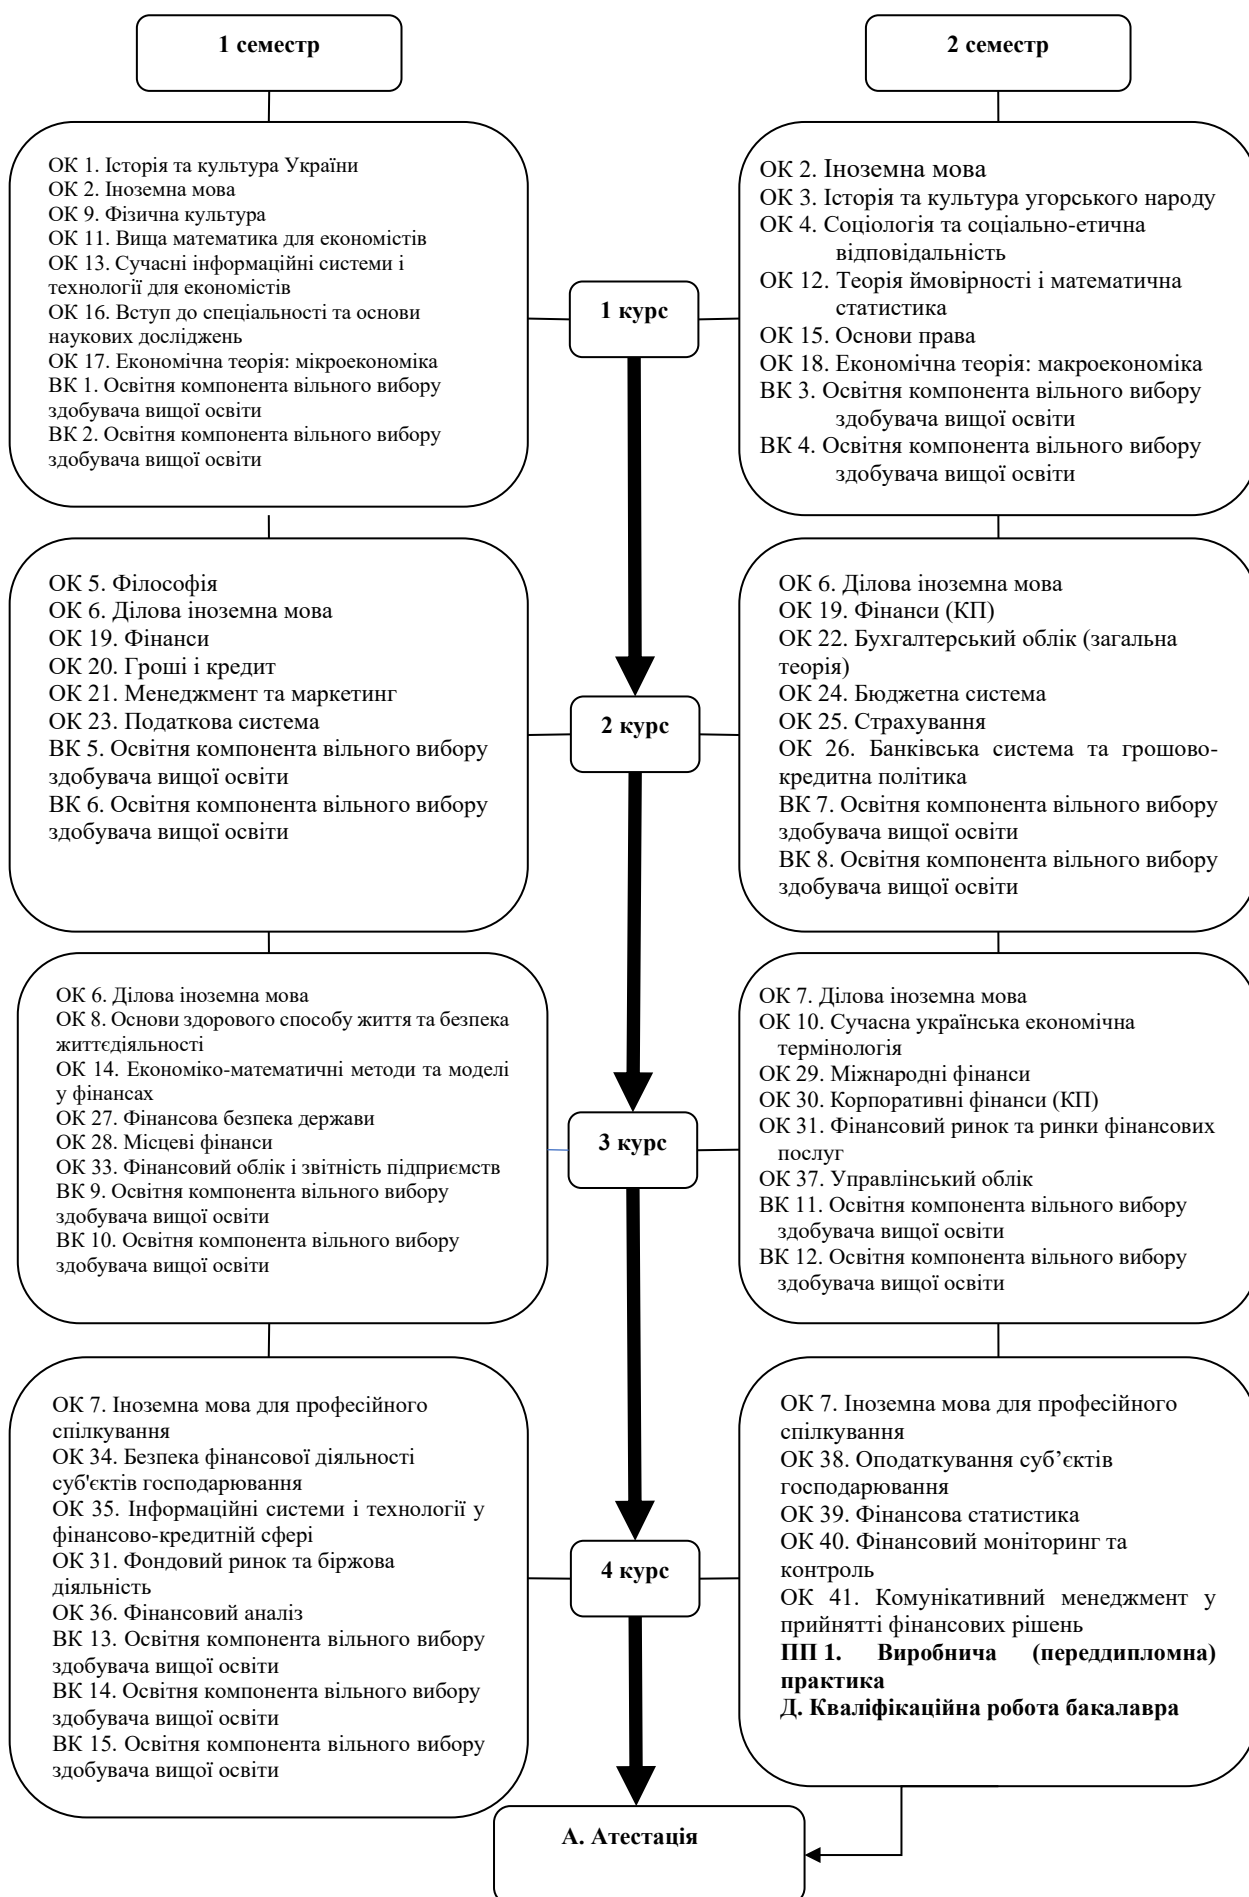 1 семестр
2 семестр
ОК 1. Історія та культура України
ОК 2. Іноземна мова
ОК 9. Фізична культура
ОК 11. Вища математика для економістів
ОК 13. Сучасні інформаційні системи і
технології для економістів
ОК 16. Вступ до спеціальності та основи
наукових досліджень
ОК 17. Економічна теорія: мікроекономіка
ВК 1. Освітня компонента вільного вибору
здобувача вищої освіти
ВК 2. Освітня компонента вільного вибору
здобувача вищої освіти
1 курс
ОК 2. Іноземна мова
ОК 3. Історія та культура угорського народу
ОК 4. Соціологія та соціально-етична
відповідальність
ОК 12. Теорія ймовірності і математична
статистика
ОК 15. Основи права
ОК 18. Економічна теорія: макроекономіка
ВК 3. Освітня компонента вільного вибору
здобувача вищої освіти
ВК 4. Освітня компонента вільного вибору
здобувача вищої освіти
ОК 5. Філософія
ОК 6. Ділова іноземна мова
ОК 19. Фінанси
ОК 20. Гроші і кредит
ОК 21. Менеджмент та маркетинг
ОК 23. Податкова система
ВК 5. Освітня компонента вільного вибору
здобувача вищої освіти
ВК 6. Освітня компонента вільного вибору
здобувача вищої освіти
2 курс
ОК 6. Ділова іноземна мова
ОК 19. Фінанси (КП)
ОК 22. Бухгалтерський облік (загальна
теорія)
ОК 24. Бюджетна система
ОК 25. Страхування
ОК 26. Банківська система та грошово-
кредитна політика
ВК 7. Освітня компонента вільного вибору
здобувача вищої освіти
ВК 8. Освітня компонента вільного вибору
здобувача вищої освіти
ОК 6. Ділова іноземна мова
ОК 8. Основи здорового способу життя та безпека
життєдіяльності
ОК 14. Економіко-математичні методи та моделі
у фінансах
ОК 27. Фінансова безпека держави
ОК 28. Місцеві фінанси
ОК 33. Фінансовий облік і звітність підприємств
ВК 9. Освітня компонента вільного вибору
здобувача вищої освіти
ВК 10. Освітня компонента вільного вибору
здобувача вищої освіти
3 курс
ОК 7. Ділова іноземна мова
ОК 10. Сучасна українська економічна
термінологія
ОК 29. Міжнародні фінанси
ОК 30. Корпоративні фінанси (КП)
ОК 31. Фінансовий ринок та ринки фінансових
послуг
ОК 37. Управлінський облік
ВК 11. Освітня компонента вільного вибору
здобувача вищої освіти
ВК 12. Освітня компонента вільного вибору
здобувача вищої освіти
ОК 7. Іноземна мова для професійного
спілкування
ОК 34. Безпека фінансової діяльності
суб'єктів господарювання
ОК 35. Інформаційні системи і технології у
фінансово-кредитній сфері
ОК 31. Фондовий ринок та біржова
діяльність
ОК 36. Фінансовий аналіз
ВК 13. Освітня компонента вільного вибору
здобувача вищої освіти
ВК 14. Освітня компонента вільного вибору
здобувача вищої освіти
ВК 15. Освітня компонента вільного вибору
здобувача вищої освіти
4 курс
ОК 7. Іноземна мова для професійного
спілкування
ОК 38. Оподаткування суб’єктів
господарювання
ОК 39. Фінансова статистика
ОК 40. Фінансовий моніторинг та
контроль
ОК 41. Комунікативний менеджмент у
прийнятті фінансових рішень
ПП 1. Виробнича (переддипломна)
практика
Д. Кваліфікаційна робота бакалавра
А. Атестація